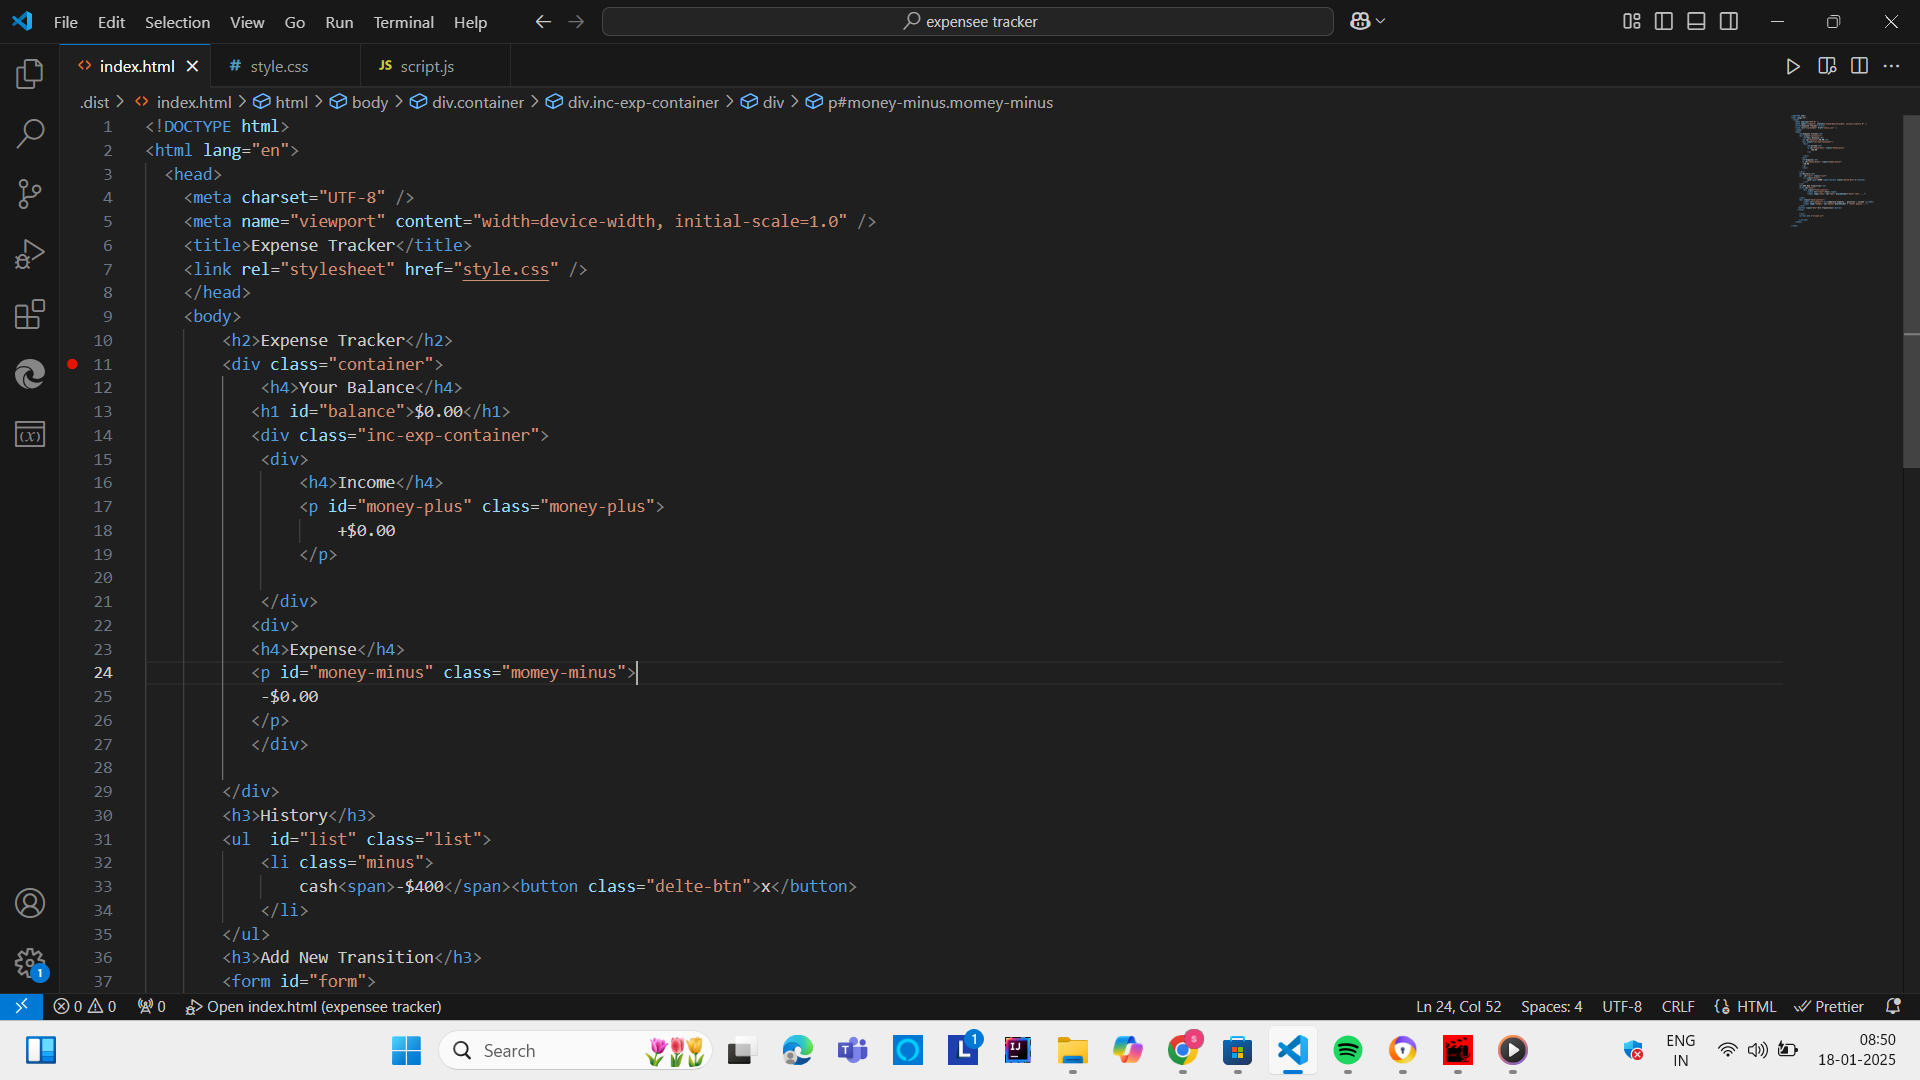 File Edit Selection View Go Run Terminal Help
expensee tracker
index.html
# style.css
JS script.js
.dist > index.html > html > body > div.container > div.inc-exp-container > div > p#money-minus.momey-minus
1 <!DOCTYPE html>
2 <html lang="en">
3 <head>
4 <meta charset="UTF-8" />
5 <meta name="viewport" content="width=device-width, initial-scale=1.0" />
6 <title>Expense Tracker</title>
7 <link rel="stylesheet" href="style.css" />
8 </head>
9 <body>
10 <h2>Expense Tracker</h2>
11 <div class="container">
12 <h4>Your Balance</h4>
13 <h1 id="balance">$0.00</h1>
14 <div class="inc-exp-container">
15 <div>
16 <h4>Income</h4>
17 <p id="money-plus" class="money-plus">
18 +$0.00
19 </p>
20
21 </div>
22 <div>
23 <h4>Expense</h4>
24 <p id="money-minus" class="momey-minus">
25 -$0.00
26 </p>
27 </div>
28
29 </div>
30 <h3>History</h3>
31 <ul  id="list" class="list">
32 <li class="minus">
33 cash<span>-$400</span><button class="delte-btn">x</button>
34 </li>
35 </ul>
36 <h3>Add New Transition</h3>
37 <form id="form">
1
0 0 0 Open index.html (expensee tracker) Ln 24, Col 52 Spaces: 4 UTF-8 CRLF HTML Prettier
Search
T
L
1
IJ
s
ENG
IN
08:50
18-01-2025